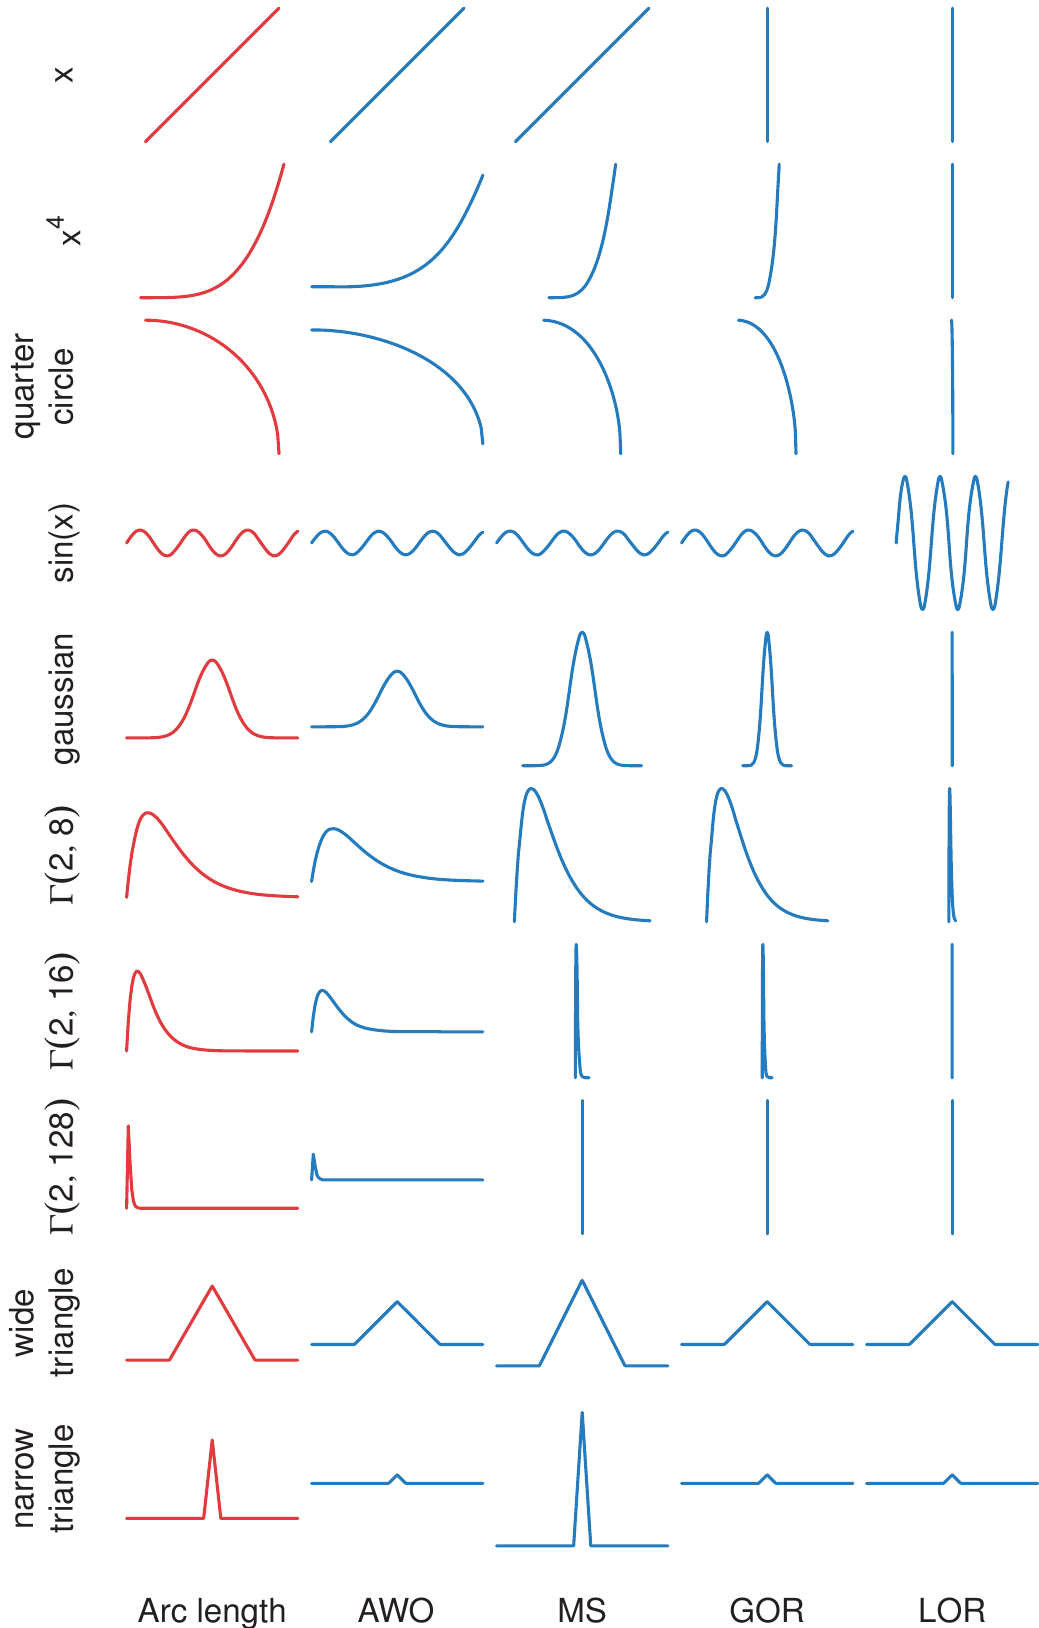 x
x⁴
quarter
circle
sin(x)
gaussian
Γ(2, 8)
Γ(2, 16)
Γ(2, 128)
wide
triangle
narrow
triangle
Arc length AWO MS GOR LOR